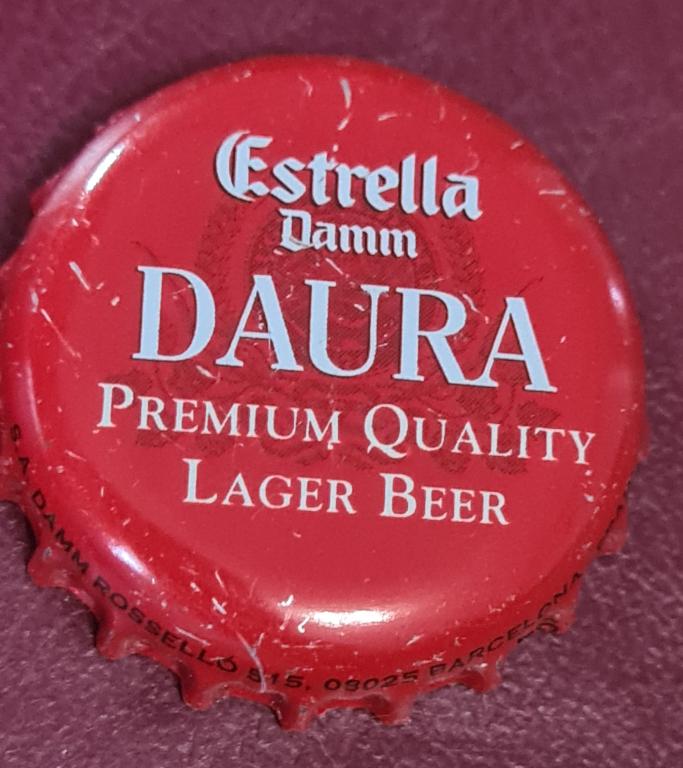 Estrella
Damm
DAURA
PREMIUM QUALITY
LAGER BEER
S.A DAMM ROSSELLÓ 515, 08025 BARCELONA